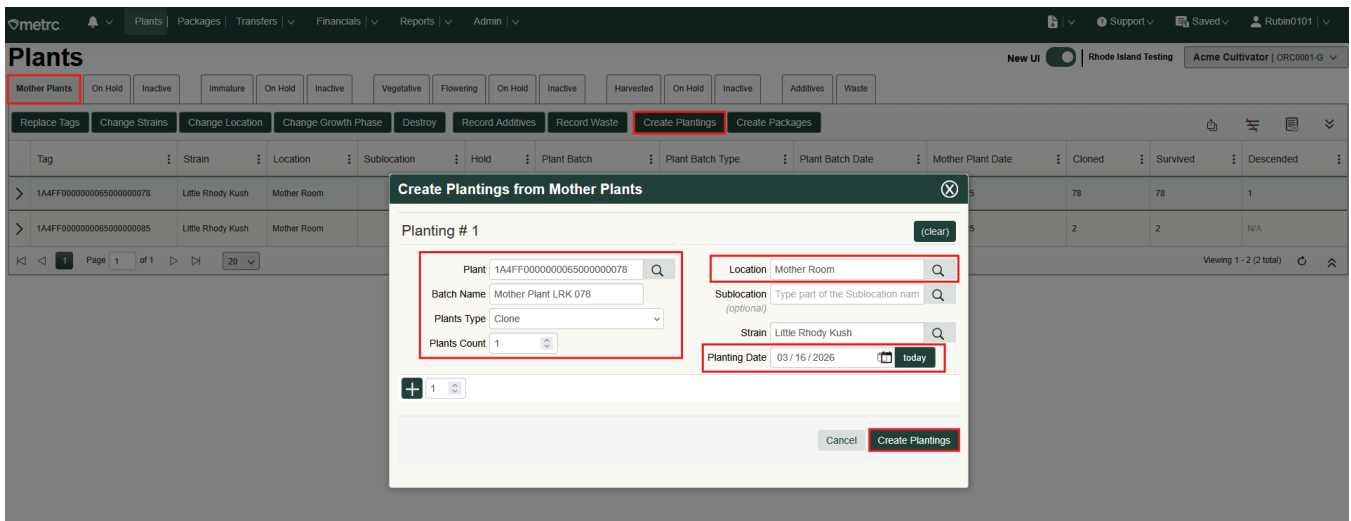 metrc Plants Packages Transfers Financials Reports Admin Support Saved Rubin0101
Plants New UI Rhode Island Testing Acme Cultivator | ORC0001-G
Mother Plants On Hold Inactive Immature On Hold Inactive Vegetative Flowering On Hold Inactive Harvested On Hold Inactive Additives Waste
Replace Tags Change Strains Change Location Change Growth Phase Destroy Record Additives Record Waste Create Plantings Create Packages
Tag Strain Location Sublocation Hold Plant Batch Plant Batch Type Plant Batch Date Mother Plant Date Cloned Survived Descended
1A4FF0000000065000000078 Little Rhody Kush Mother Room 5 78 78 1
1A4FF0000000065000000085 Little Rhody Kush Mother Room 5 2 2 N/A
1 Page 1 of 1 20 Viewing 1 - 2 (2 total)
Create Plantings from Mother Plants
Planting # 1 (clear)
Plant 1A4FF0000000065000000078 Location Mother Room
Batch Name Mother Plant LRK 078 Sublocation Type part of the Sublocation nam
(optional)
Plants Type Clone
Strain Little Rhody Kush
Plants Count 1
Planting Date 03 / 16 / 2026 today
1
Cancel Create Plantings